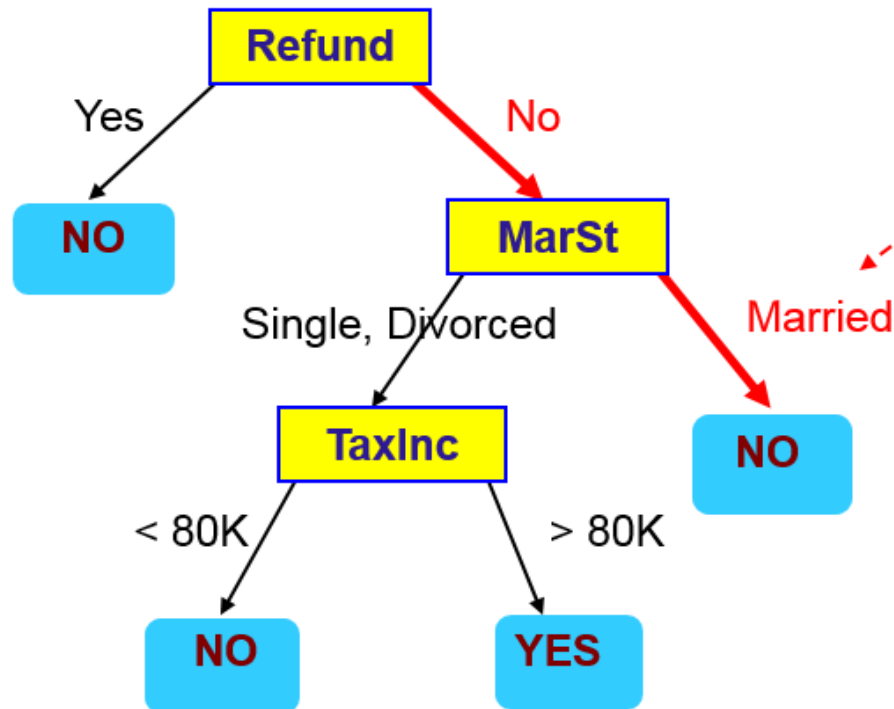 Refund
Yes
No
NO
MarSt
Single, Divorced
Married
TaxInc
NO
< 80K
> 80K
NO
YES